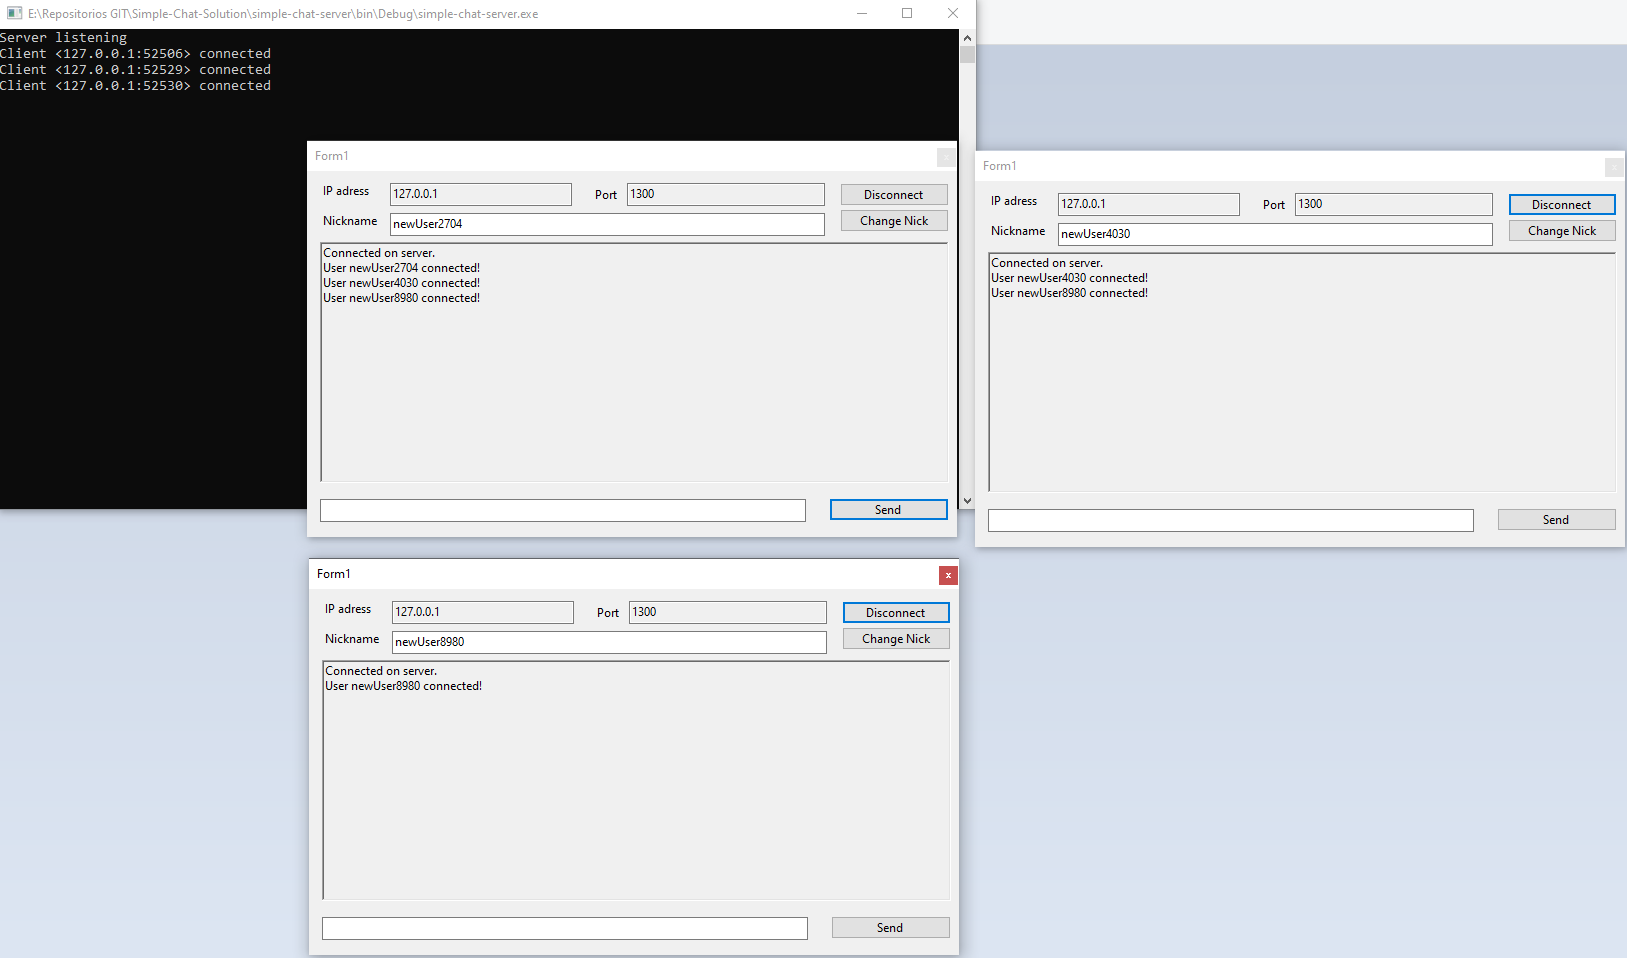 E:\Repositorios GIT\Simple-Chat-Solution\simple-chat-server\bin\Debug\simple-chat-server.exe
Server listening
Client <127.0.0.1:52506> connected
Client <127.0.0.1:52529> connected
Client <127.0.0.1:52530> connected
Form1
IP adress 127.0.0.1 Port 1300 Disconnect
Nickname newUser2704 Change Nick
Connected on server.
User newUser2704 connected!
User newUser4030 connected!
User newUser8980 connected!
Send
Form1
IP adress 127.0.0.1 Port 1300 Disconnect
Nickname newUser4030 Change Nick
Connected on server.
User newUser4030 connected!
User newUser8980 connected!
Send
Form1
IP adress 127.0.0.1 Port 1300 Disconnect
Nickname newUser8980 Change Nick
Connected on server.
User newUser8980 connected!
Send